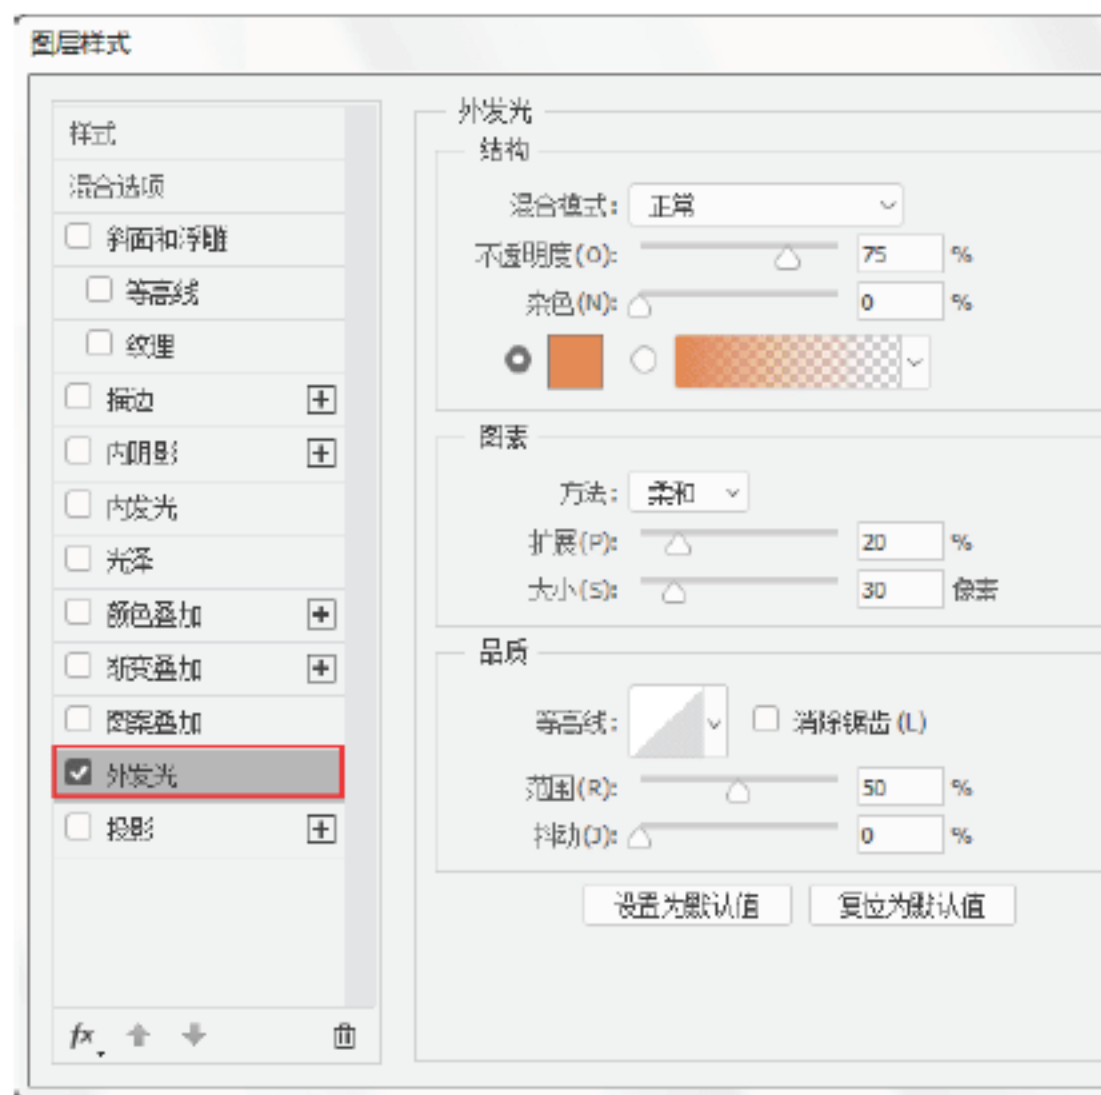 图层样式
样式
混合选项
斜面和浮雕
等高线
纹理
描边
内阴影
内发光
光泽
颜色叠加
渐变叠加
图案叠加
外发光
投影
fx
外发光
结构
混合模式: 正常
不透明度(O): 75 %
杂色(N): 0 %
图素
方法: 柔和
扩展(P): 20 %
大小(S): 30 像素
品质
等高线: 消除锯齿(L)
范围(R): 50 %
抖动(J): 0 %
设置为默认值 复位为默认值